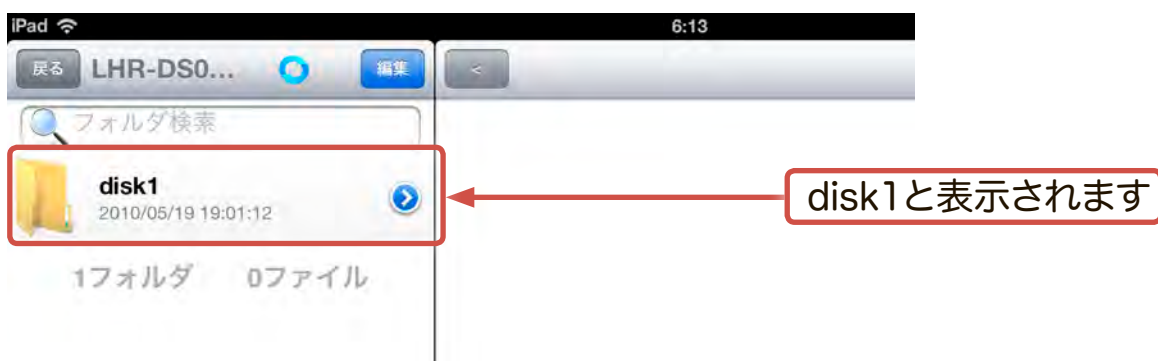 iPad 6:13
戻る LHR-DS0... 編集 <
フォルダ検索
disk1
2010/05/19 19:01:12
disk1と表示されます
1フォルダ 0ファイル